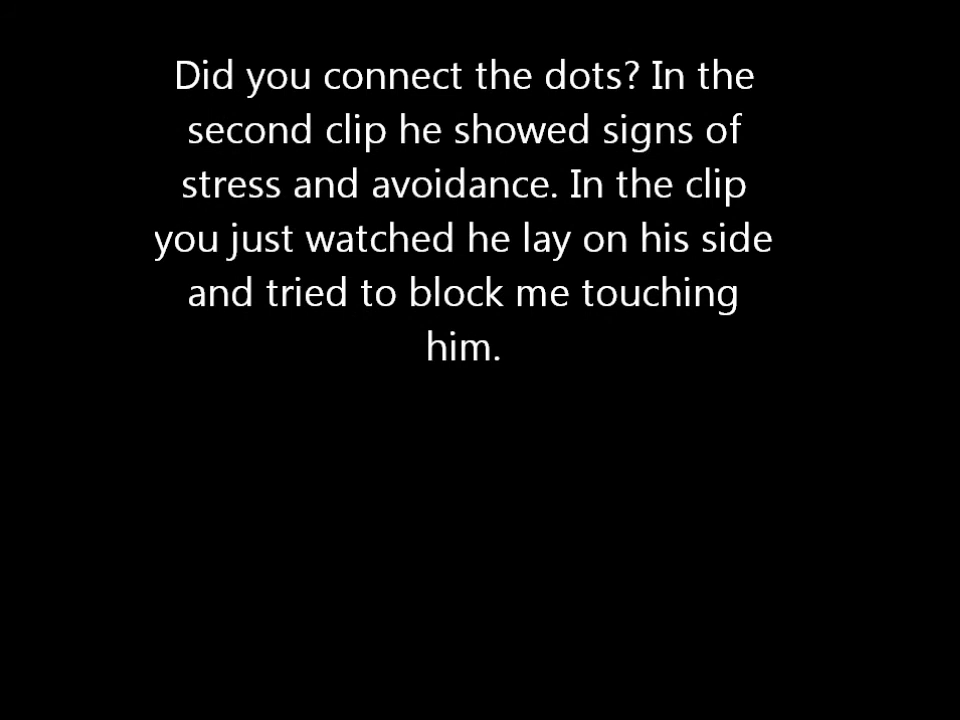 Did you connect the dots? In the
second clip he showed signs of
stress and avoidance. In the clip
you just watched he lay on his side
and tried to block me touching
him.